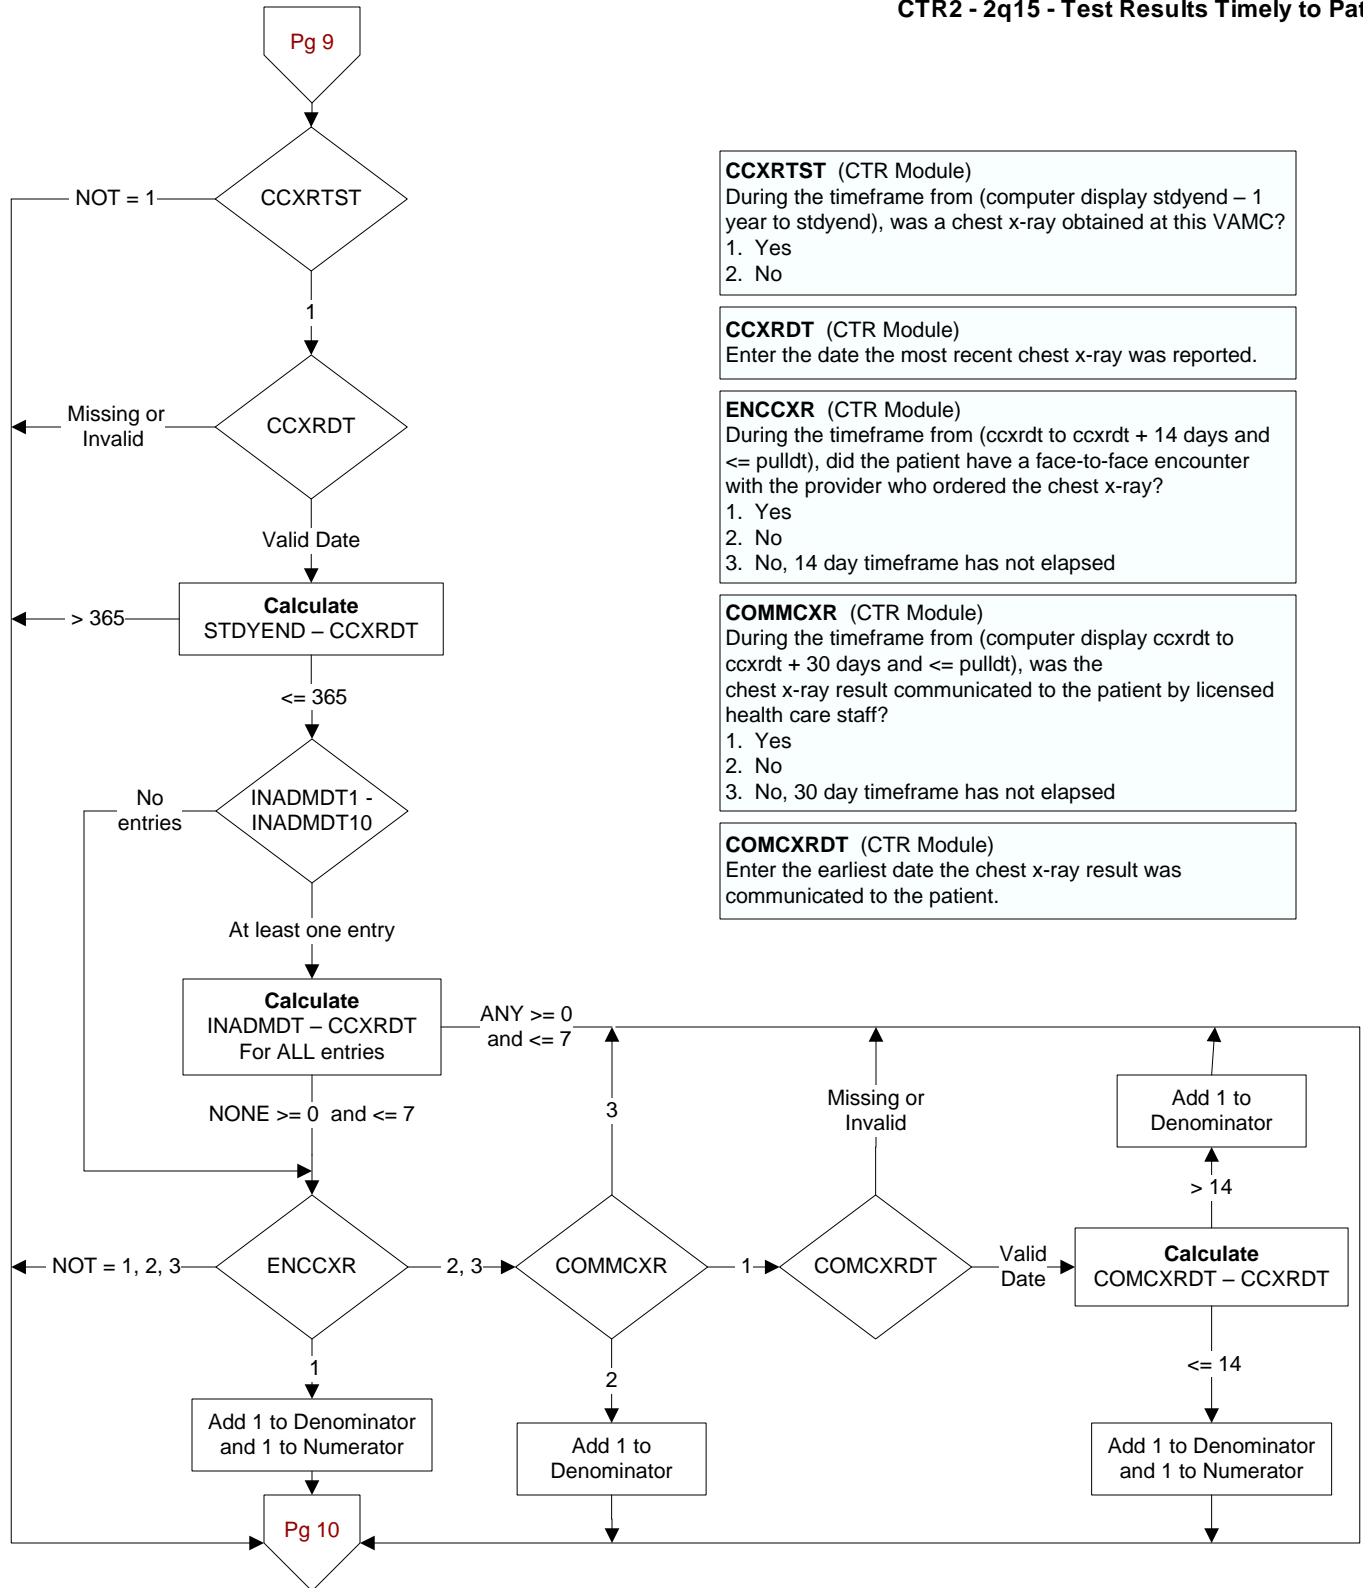 CTR2 - 2q15 - Test Results Timely to Pat
Pg 9
CCXRTST
NOT = 1
1
CCXRDT
Missing or
Invalid
Valid Date
Calculate
STDYEND – CCXRDT
> 365
<= 365
INADMDT1 -
INADMDT10
No
entries
At least one entry
Calculate
INADMDT – CCXRDT
For ALL entries
ANY >= 0
and <= 7
NONE >= 0 and <= 7
ENCCXR
NOT = 1, 2, 3
2, 3
1
Add 1 to Denominator
and 1 to Numerator
Pg 10
COMMCXR
3
1
2
Add 1 to
Denominator
COMCXRDT
Missing or
Invalid
Valid
Date
Calculate
COMCXRDT – CCXRDT
> 14
Add 1 to
Denominator
<= 14
Add 1 to Denominator
and 1 to Numerator
CCXRTST (CTR Module)
During the timeframe from (computer display stdyend – 1
year to stdyend), was a chest x-ray obtained at this VAMC?
1. Yes
2. No
CCXRDT (CTR Module)
Enter the date the most recent chest x-ray was reported.
ENCCXR (CTR Module)
During the timeframe from (ccxrdt to ccxrdt + 14 days and
<= pulldt), did the patient have a face-to-face encounter
with the provider who ordered the chest x-ray?
1. Yes
2. No
3. No, 14 day timeframe has not elapsed
COMMCXR (CTR Module)
During the timeframe from (computer display ccxrdt to
ccxrdt + 30 days and <= pulldt), was the
chest x-ray result communicated to the patient by licensed
health care staff?
1. Yes
2. No
3. No, 30 day timeframe has not elapsed
COMCXRDT (CTR Module)
Enter the earliest date the chest x-ray result was
communicated to the patient.